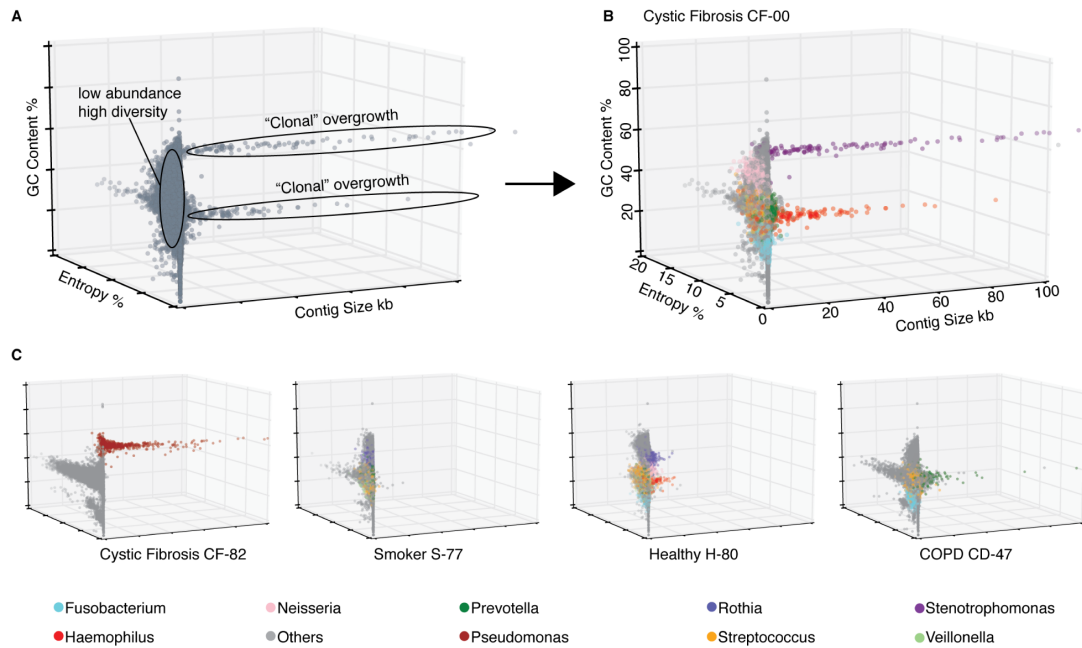 A
GC Content %
low abundance
high diversity
“Clonal” overgrowth
“Clonal” overgrowth
Entropy %
Contig Size kb
B
Cystic Fibrosis CF-00
GC Content %
100
80
60
40
20
20
15
10
5
0
Entropy %
20
40
60
80
100
Contig Size kb
C
Cystic Fibrosis CF-82
Smoker S-77
Healthy H-80
COPD CD-47
Fusobacterium
Neisseria
Prevotella
Rothia
Stenotrophomonas
Haemophilus
Others
Pseudomonas
Streptococcus
Veillonella